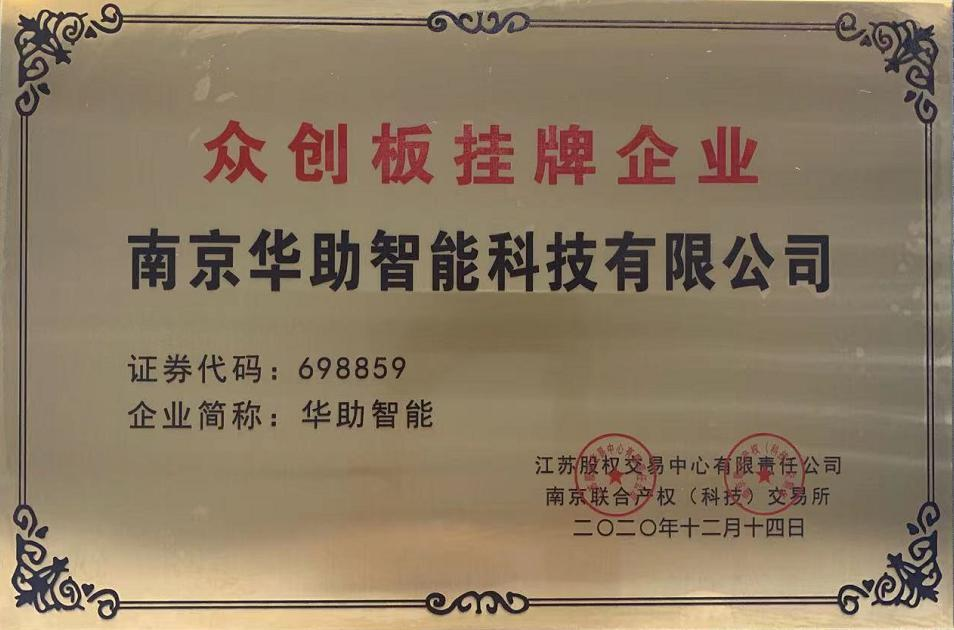 众创板挂牌企业
南京华助智能科技有限公司
证券代码：698859
企业简称：华助智能
江苏股权交易中心有限责任公司
南京联合产权（科技）交易所
二〇二〇年十二月十四日